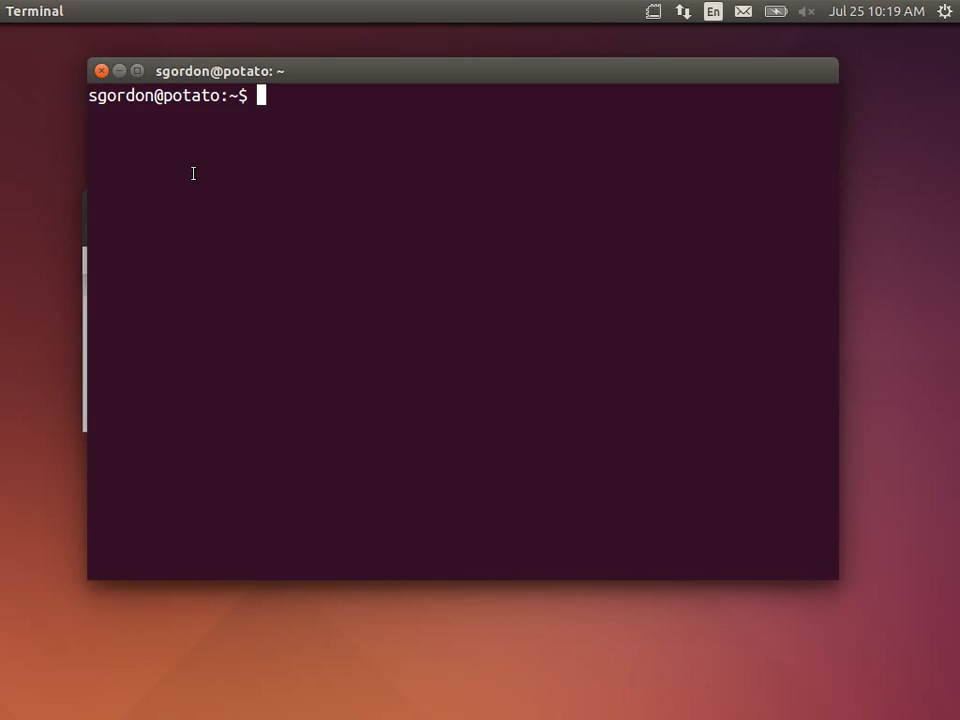 Terminal
En
Jul 25 10:19 AM
sgordon@potato: ~
sgordon@potato:~$